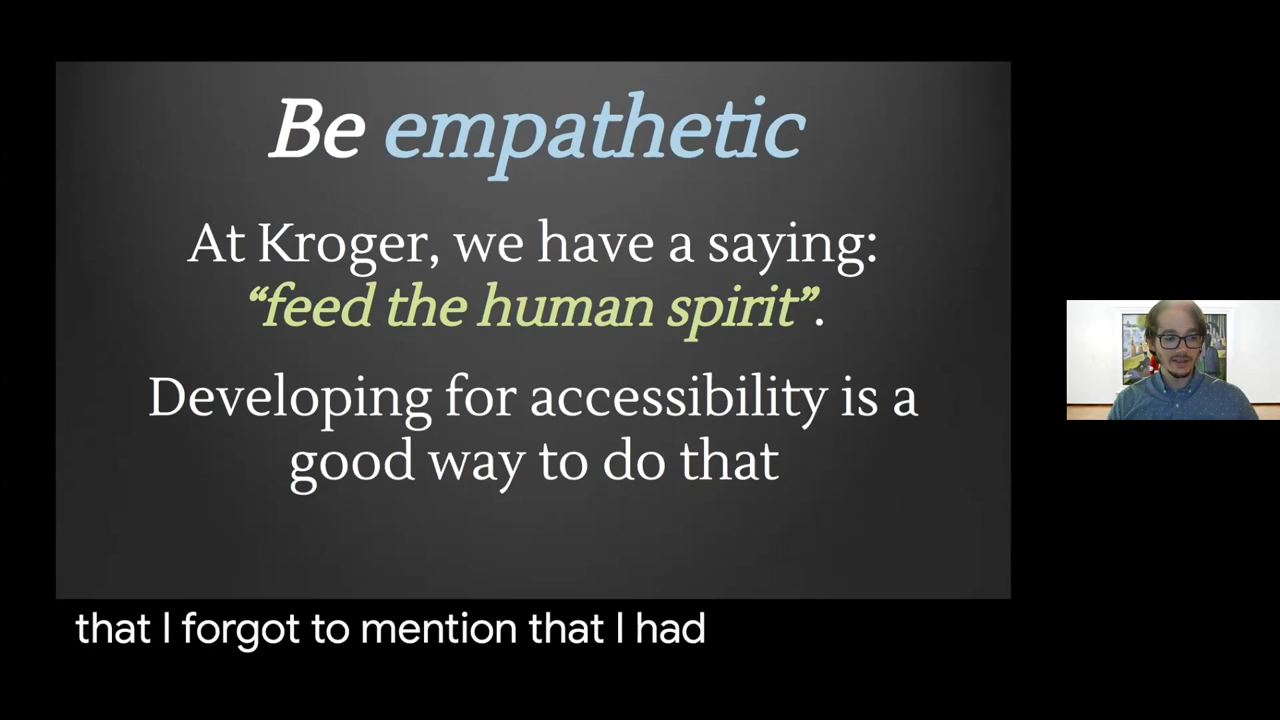 Be empathetic
At Kroger, we have a saying:
“feed the human spirit”.
Developing for accessibility is a
good way to do that
that I forgot to mention that I had